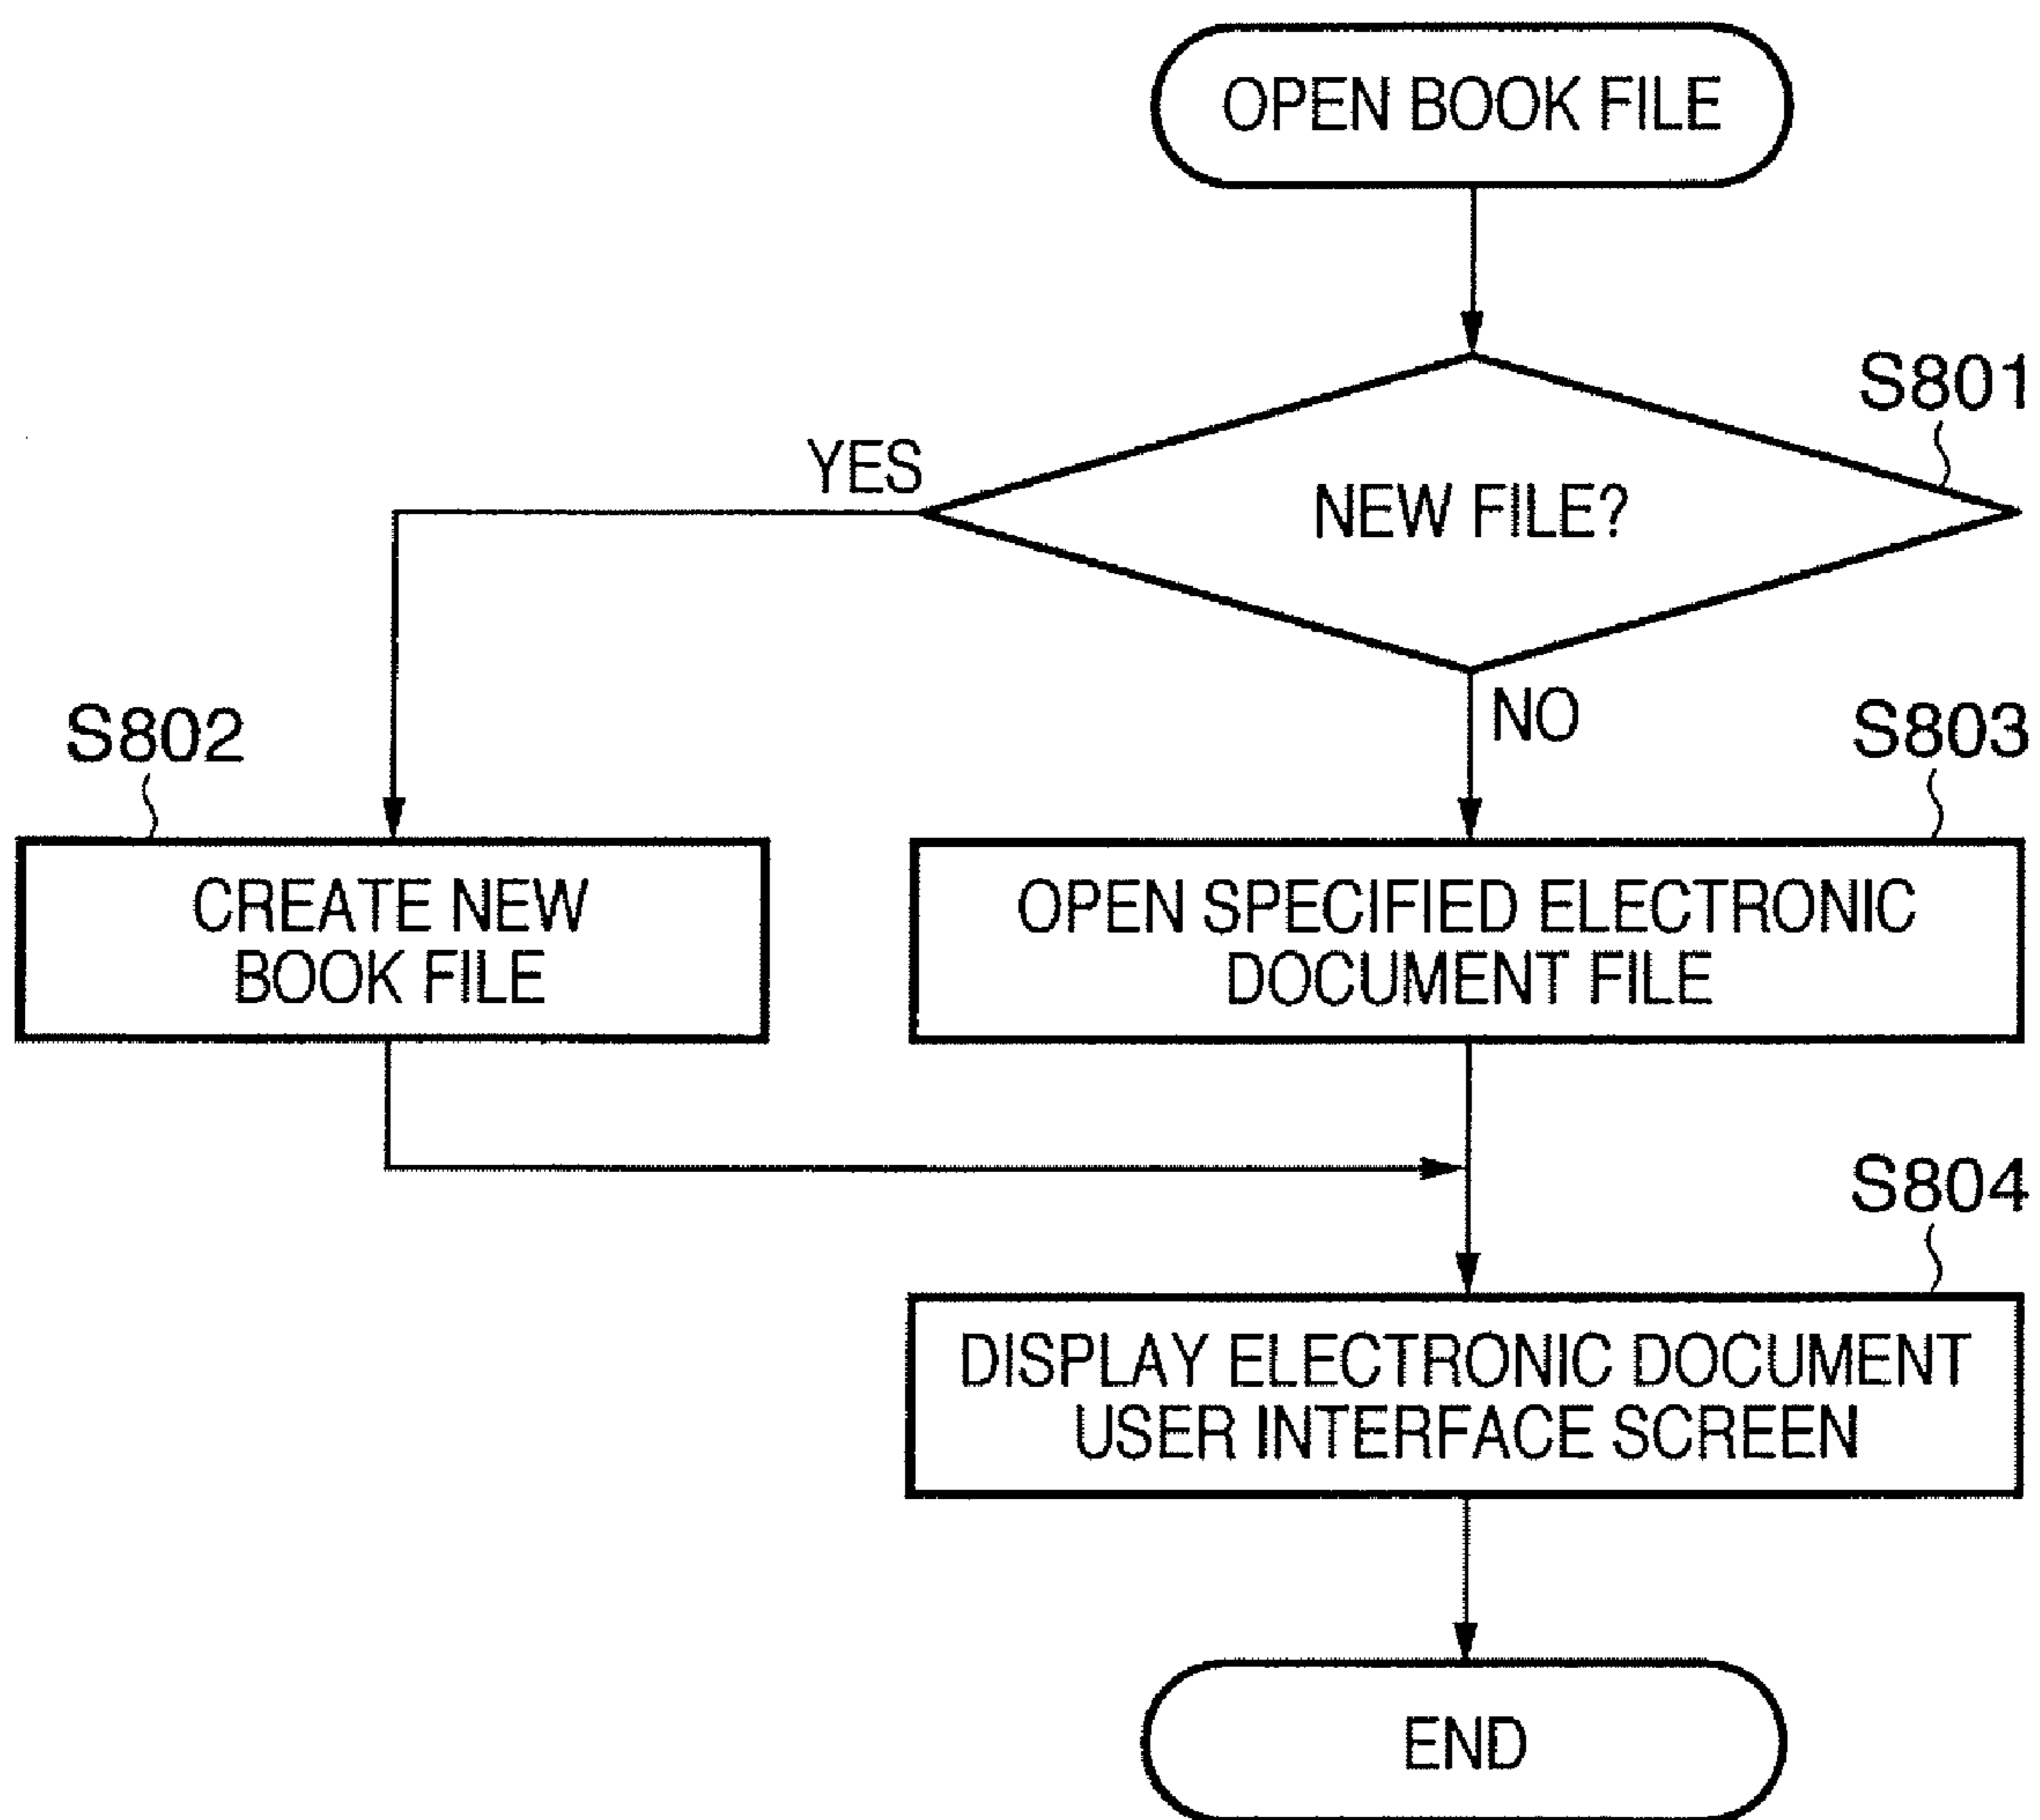 OPEN BOOK FILE
S801
YES
NEW FILE?
NO
S802
S803
CREATE NEW
BOOK FILE
OPEN SPECIFIED ELECTRONIC
DOCUMENT FILE
S804
DISPLAY ELECTRONIC DOCUMENT
USER INTERFACE SCREEN
END